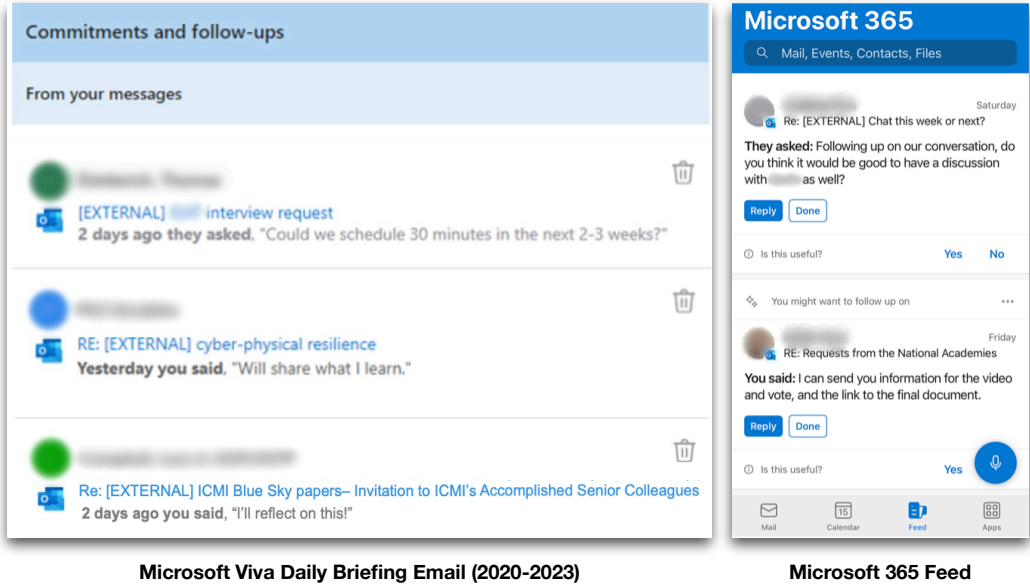 Commitments and follow-ups
From your messages
[EXTERNAL] interview request
2 days ago they asked, "Could we schedule 30 minutes in the next 2-3 weeks?"
RE: [EXTERNAL] cyber-physical resilience
Yesterday you said, "Will share what I learn."
Re: [EXTERNAL] ICMI Blue Sky papers– Invitation to ICMI's Accomplished Senior Colleagues
2 days ago you said, “I'll reflect on this!”
Microsoft Viva Daily Briefing Email (2020-2023)
Microsoft 365
Mail, Events, Contacts, Files
Saturday
Re: [EXTERNAL] Chat this week or next?
They asked: Following up on our conversation, do
you think it would be good to have a discussion
with as well?
Reply Done
Is this useful? Yes No
You might want to follow up on
Friday
RE: Requests from the National Academies
You said: I can send you information for the video
and vote, and the link to the final document.
Reply Done
Is this useful? Yes
15
Mail Calendar Feed Apps
Microsoft 365 Feed